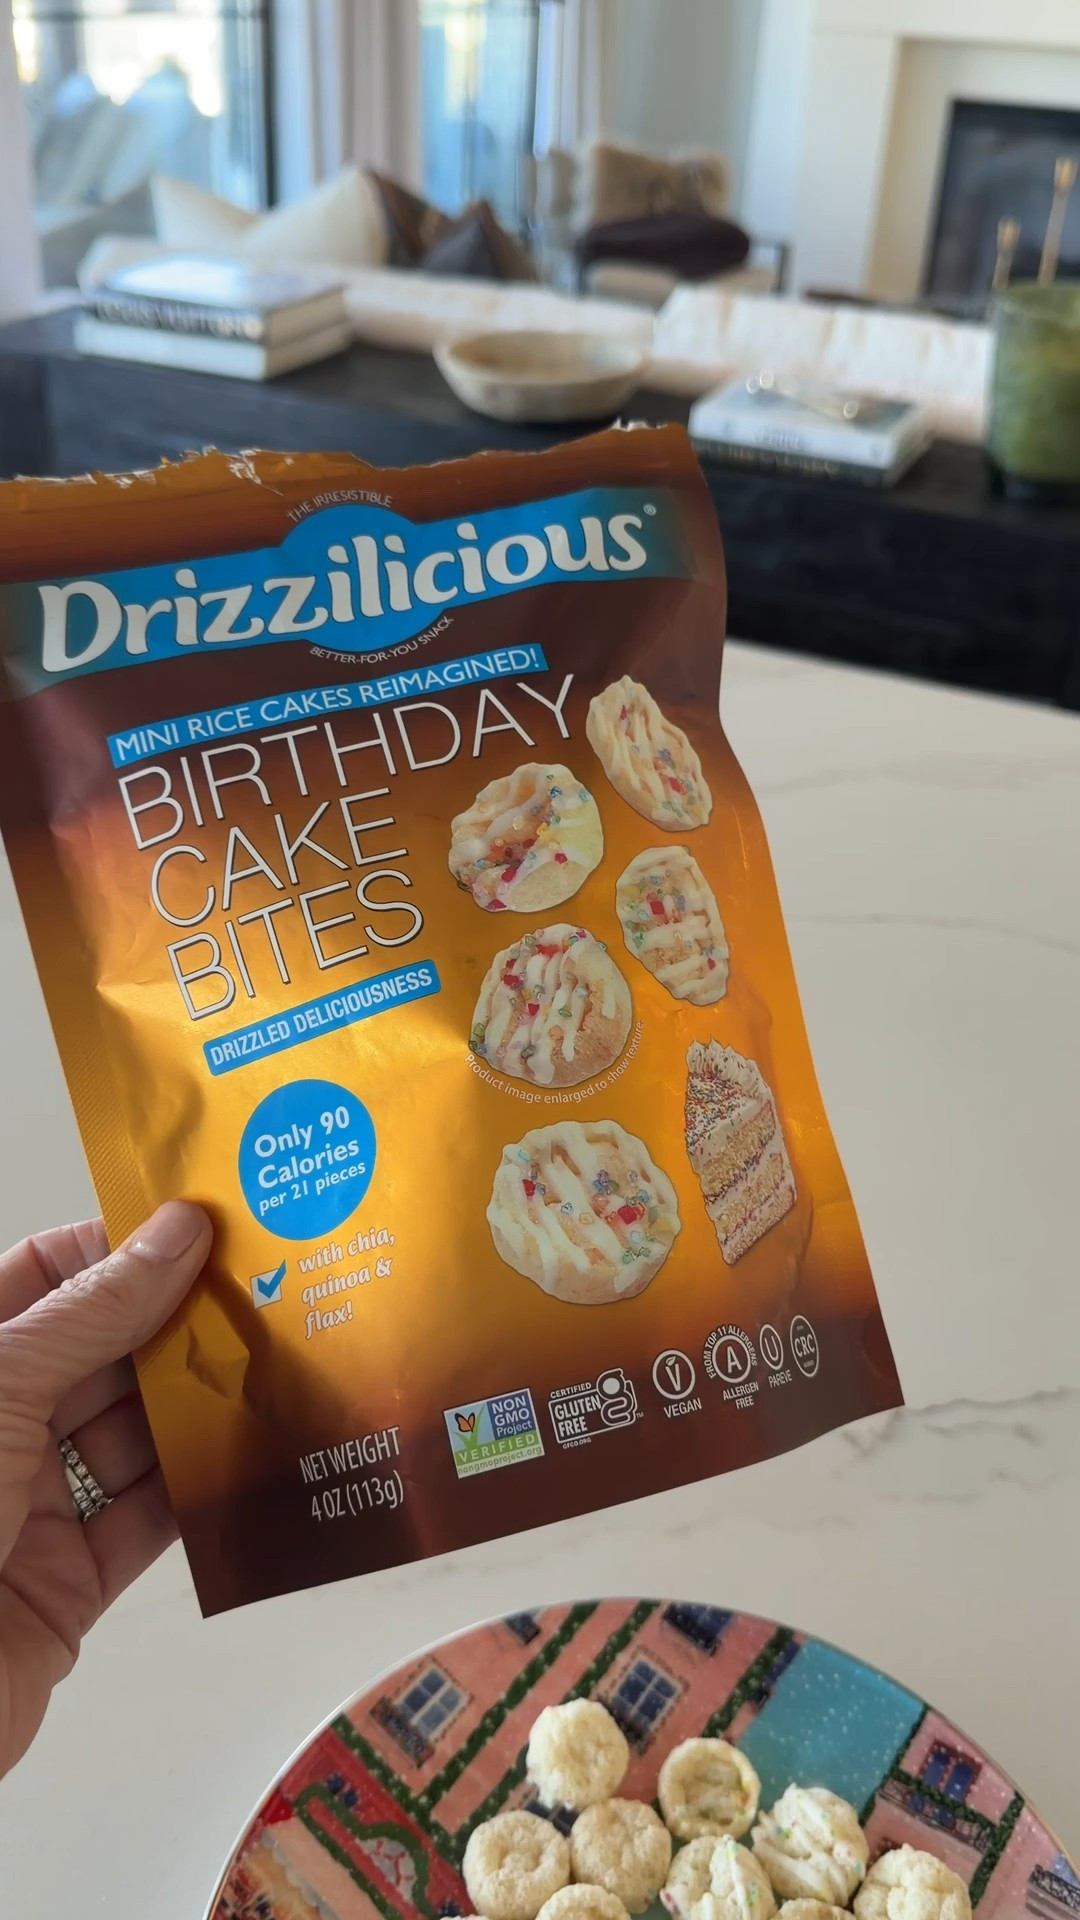 THE IRRESISTIBLE
Drizzilicious®
BETTER-FOR-YOU SNACK
MINI RICE CAKES REIMAGINED!
BIRTHDAY
CAKE
BITES
DRIZZLED DELICIOUSNESS
Product image enlarged to show texture
Only 90
Calories
per 21 pieces
with chia,
quinoa &
flax!
NET WEIGHT
4 OZ (113g)
NON
GMO
Project
VERIFIED
nongmoproject.org
CERTIFIED
GLUTEN
FREE
GFCO.ORG
TM
V
VEGAN
FROM TOP 11 ALLERGENS
A
ALLERGEN
FREE
U
PAREVE
CRC